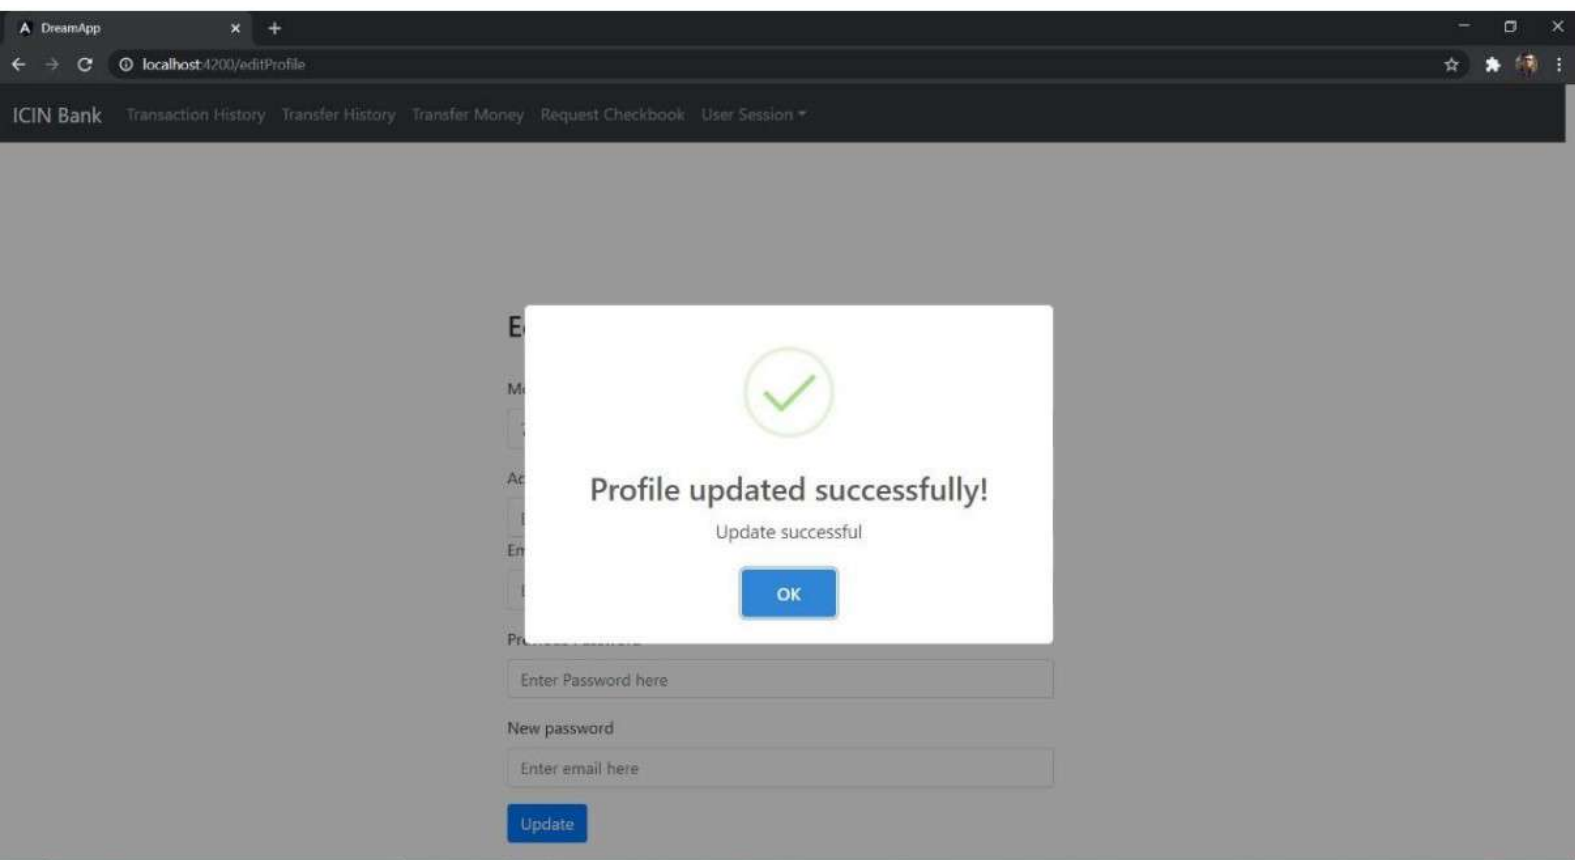 DreamApp
localhost:4200/editProfile
ICIN Bank Transaction History Transfer History Transfer Money Request Checkbook User Session
Profile updated successfully!
Update successful
OK
Enter Password here
New password
Enter email here
Update